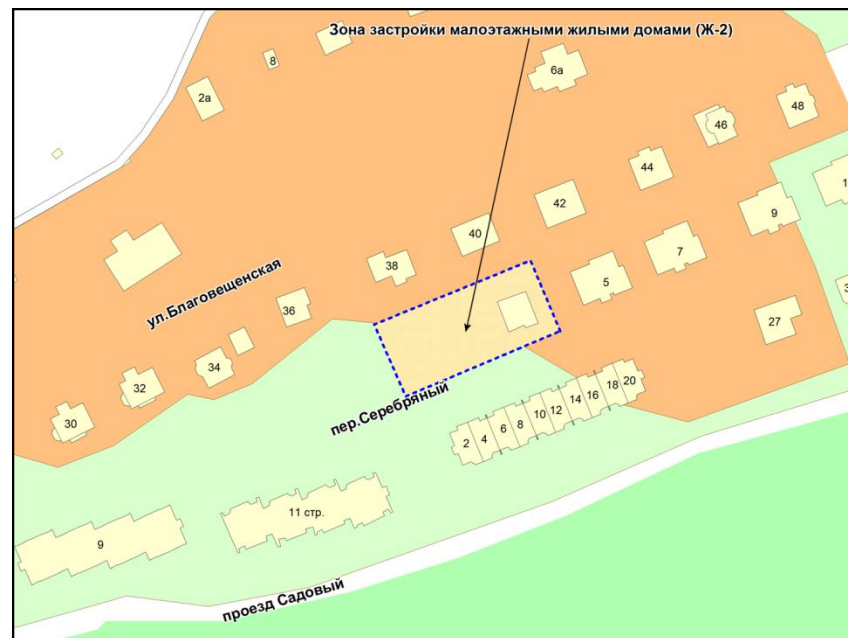 Зона застройки малоэтажными жилыми домами (Ж-2)
8
6а
2а
48
46
44
42
40
38
9
1
7
5
ул.Благовещенская
36
3
27
34
32
30
пер.Серебряный
2 4 6 8 10 12 14 16 18 20
11 стр.
9
проезд Садовый